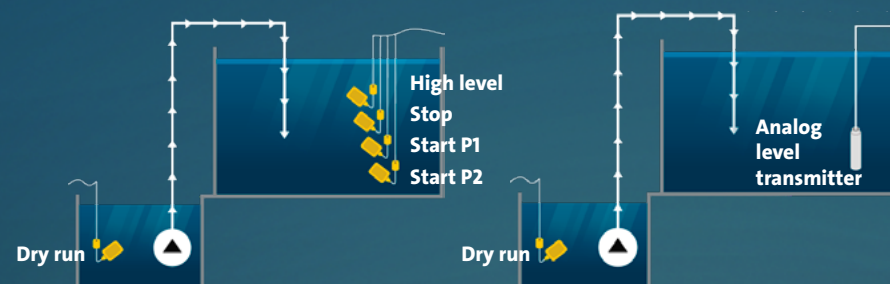 High level
Stop
Start P1
Start P2
Dry run
Analog
level
transmitter
Dry run